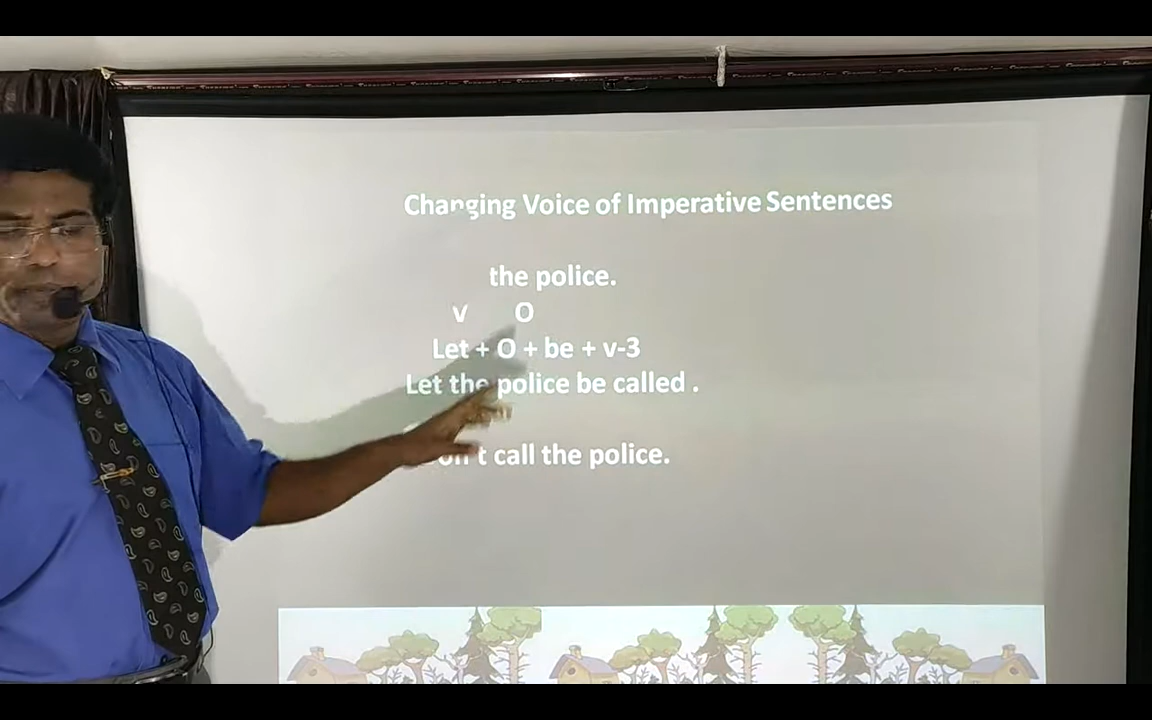 Changing Voice of Imperative Sentences
the police.
v O
Let + O + be + v-3
Let the police be called .
call the police.